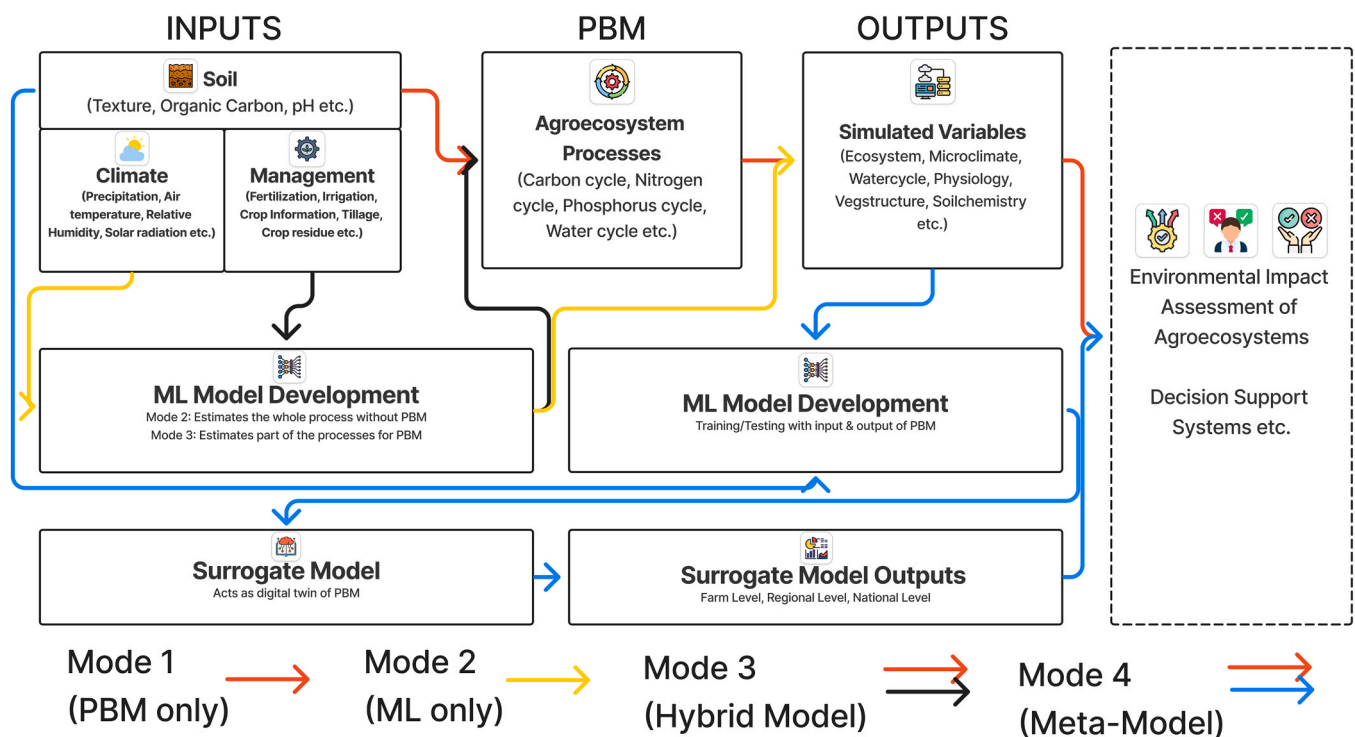 INPUTS
PBM
OUTPUTS
Soil
(Texture, Organic Carbon, pH etc.)
Climate
(Precipitation, Air
temperature, Relative
Humidity, Solar radiation etc.)
Management
(Fertilization, Irrigation,
Crop Information, Tillage,
Crop residue etc.)
Agroecosystem
Processes
(Carbon cycle, Nitrogen
cycle, Phosphorus cycle,
Water cycle etc.)
Simulated Variables
(Ecosystem, Microclimate,
Watercycle, Physiology,
Vegstructure, Soilchemistry
etc.)
Environmental Impact
Assessment of
Agroecosystems
Decision Support
Systems etc.
ML Model Development
Mode 2: Estimates the whole process without PBM
Mode 3: Estimates part of the processes for PBM
ML Model Development
Training/Testing with input & output of PBM
Surrogate Model
Acts as digital twin of PBM
Surrogate Model Outputs
Farm Level, Regional Level, National Level
Mode 1
(PBM only)
Mode 2
(ML only)
Mode 3
(Hybrid Model)
Mode 4
(Meta-Model)